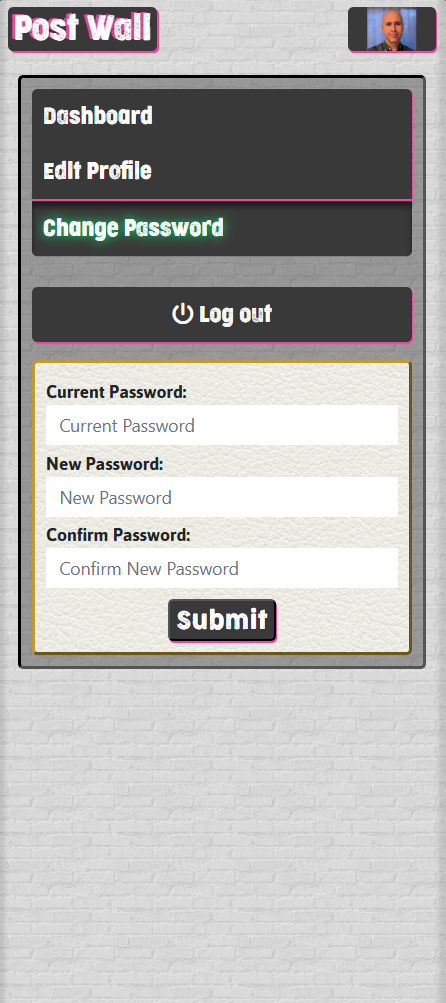 Post Wall
Dashboard
Edit Profile
Change Password
Log out
Current Password:
Current Password
New Password:
New Password
Confirm Password:
Confirm New Password
Submit